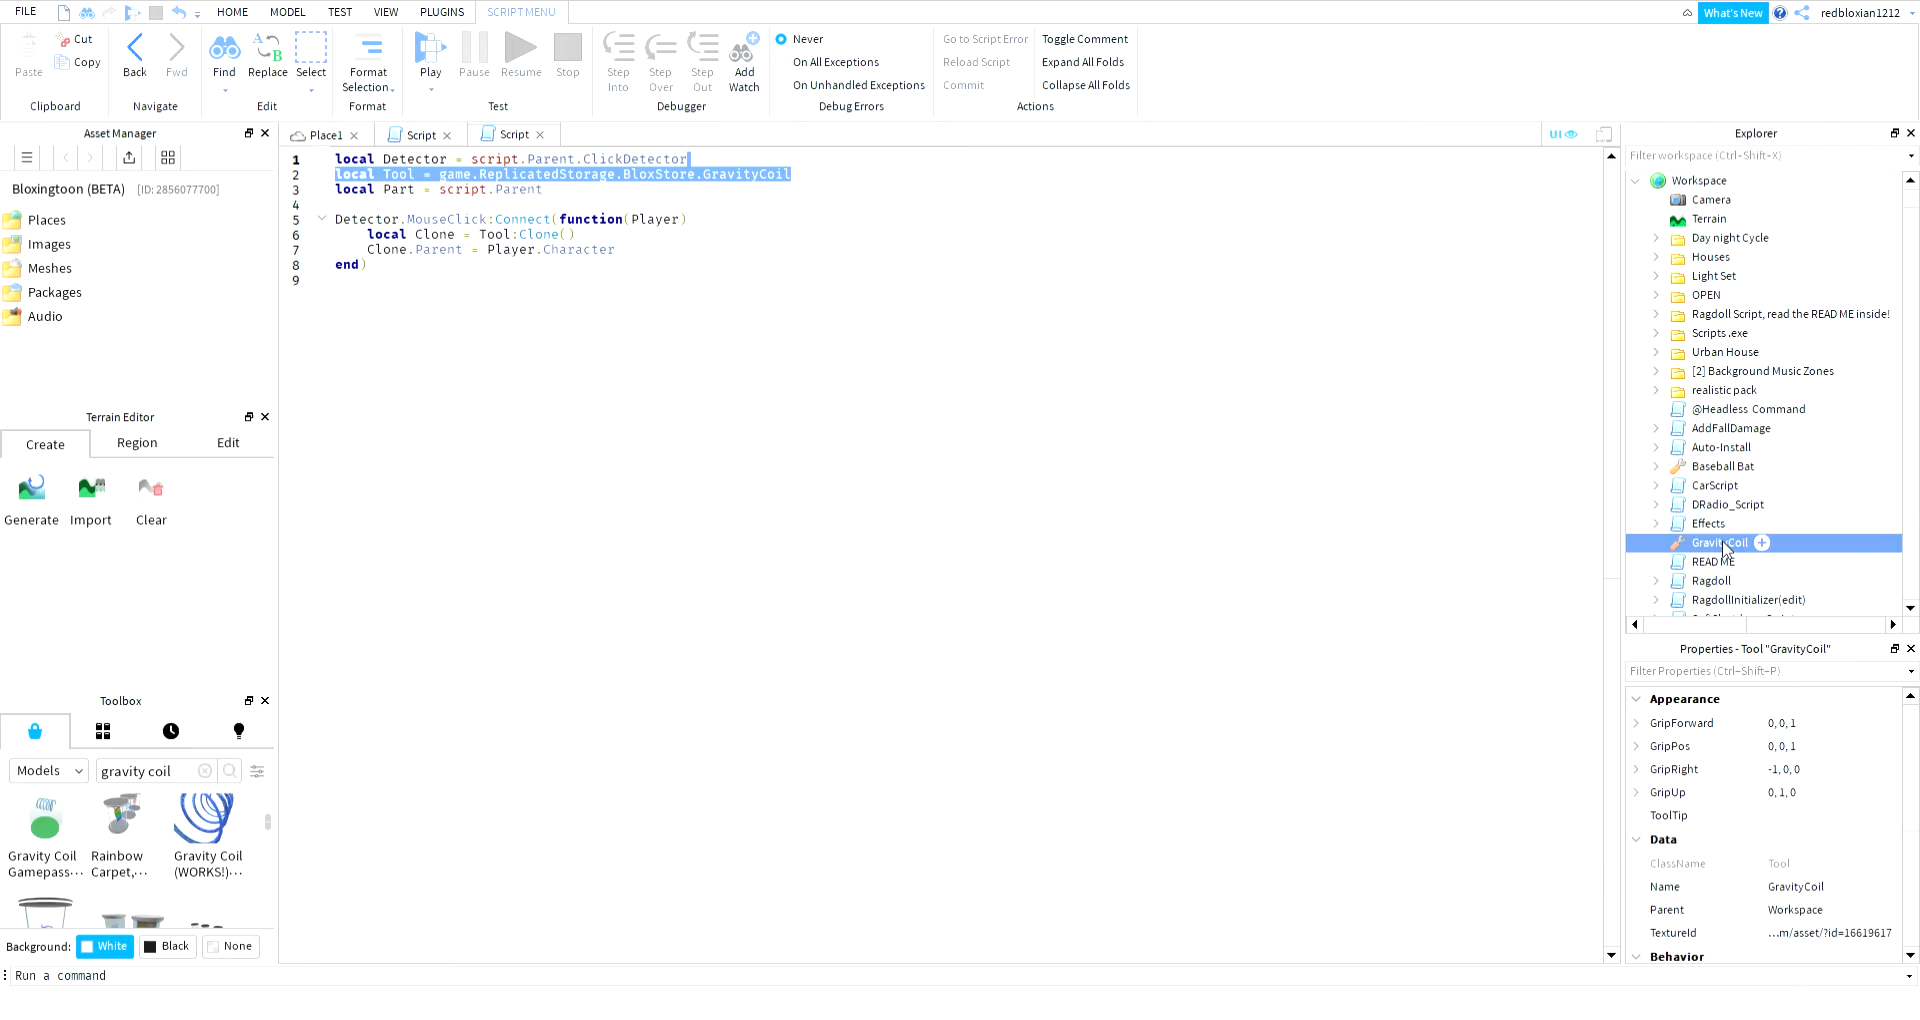 FILE
HOME
MODEL
TEST
VIEW
PLUGINS
SCRIPT MENU
What's New
redbloxian1212
Paste
Cut
Copy
Clipboard
Back
Fwd
Navigate
Find
Replace
Select
Edit
Format
Selection
Format
Play
Pause
Resume
Stop
Test
Step
Into
Step
Over
Step
Out
Add
Watch
Debugger
Never
On All Exceptions
On Unhandled Exceptions
Debug Errors
Go to Script Error
Reload Script
Commit
Toggle Comment
Expand All Folds
Collapse All Folds
Actions
Asset Manager
Bloxingtoon (BETA) [ID: 2856077700]
Places
Images
Meshes
Packages
Audio
Terrain Editor
Create
Region
Edit
Generate
Import
Clear
Toolbox
Models
gravity coil
Gravity Coil
Gamepass...
Rainbow
Carpet,...
Gravity Coil
(WORKS!)...
Background:
White
Black
None
Run a command
Place1
Script
Script
UI
1 local Detector = script.Parent.ClickDetector
2 local Tool = game.ReplicatedStorage.BloxStore.GravityCoil
3 local Part = script.Parent
4
5 Detector.MouseClick:Connect(function(Player)
6 local Clone = Tool:Clone()
7 Clone.Parent = Player.Character
8 end)
9
Explorer
Filter workspace (Ctrl+Shift+X)
Workspace
Camera
Terrain
Day night Cycle
Houses
Light Set
OPEN
Ragdoll Script, read the READ ME inside!
Scripts .exe
Urban House
[2] Background Music Zones
realistic pack
@Headless Command
AddFallDamage
Auto-Install
Baseball Bat
CarScript
DRadio_Script
Effects
GravityCoil
READ ME
Ragdoll
RagdollInitializer(edit)
Properties - Tool "GravityCoil"
Filter Properties (Ctrl+Shift+P)
Appearance
GripForward 0, 0, 1
GripPos 0, 0, 1
GripRight -1, 0, 0
GripUp 0, 1, 0
ToolTip
Data
ClassName Tool
Name GravityCoil
Parent Workspace
TextureId ...m/asset/?id=16619617
Behavior